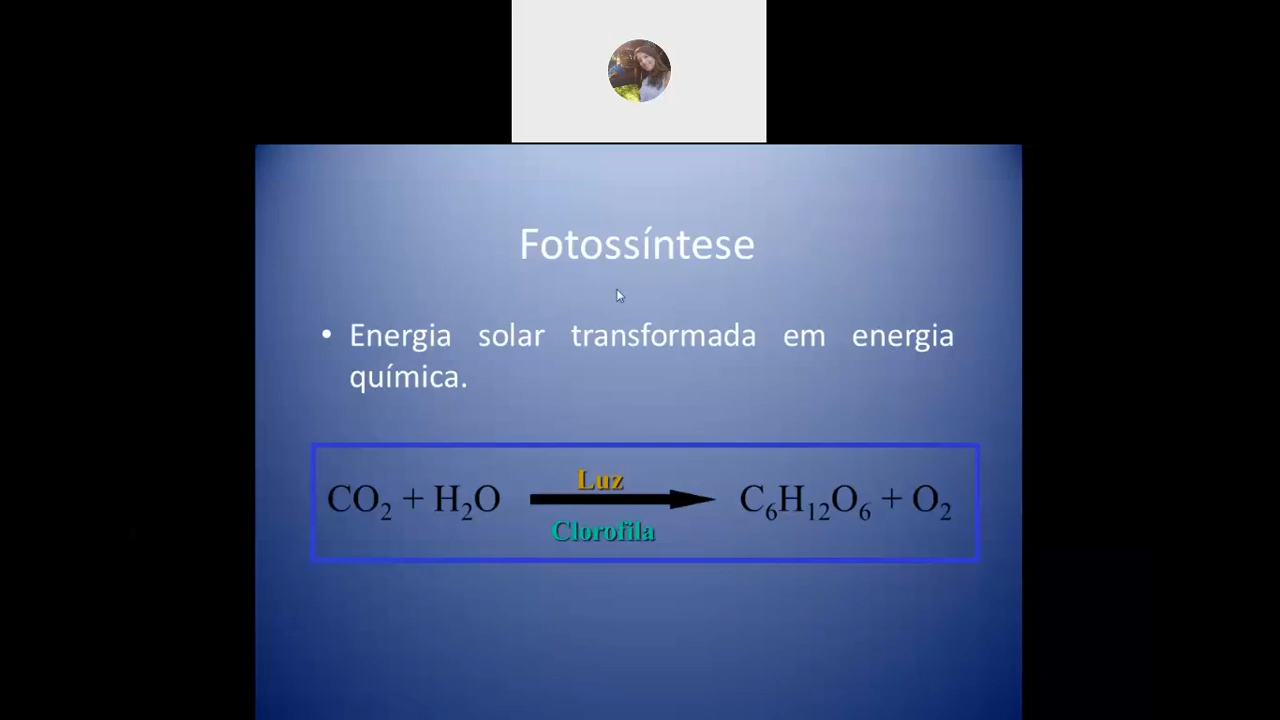 Fotossíntese
• Energia solar transformada em energia
química.
Luz
CO₂ + H₂O → C₆H₁₂O₆ + O₂
Clorofila